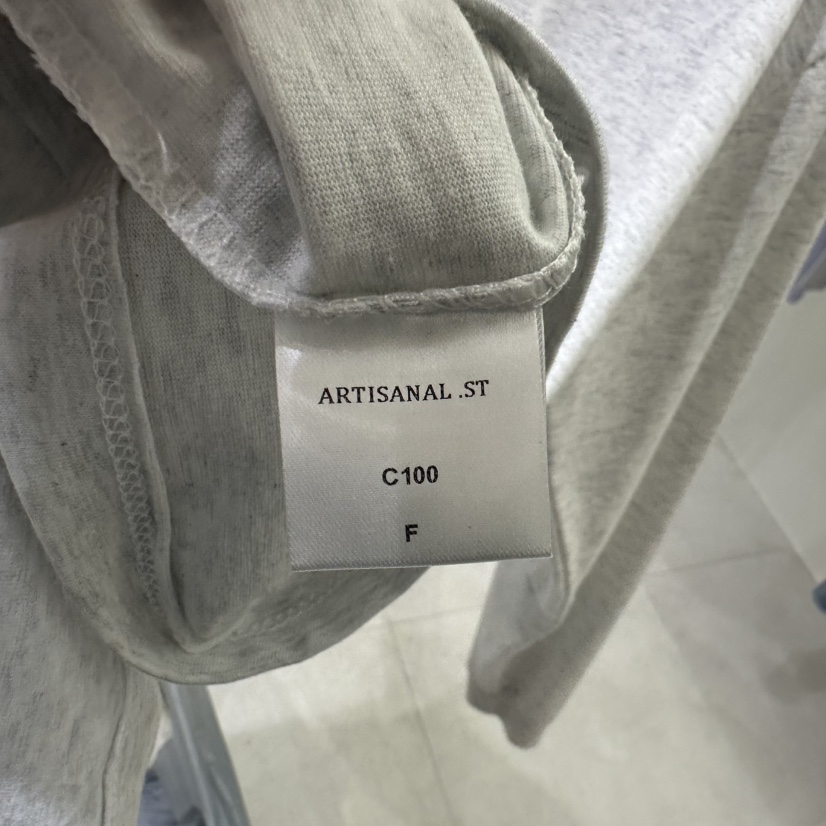 ARTISANAL .ST
C100
F